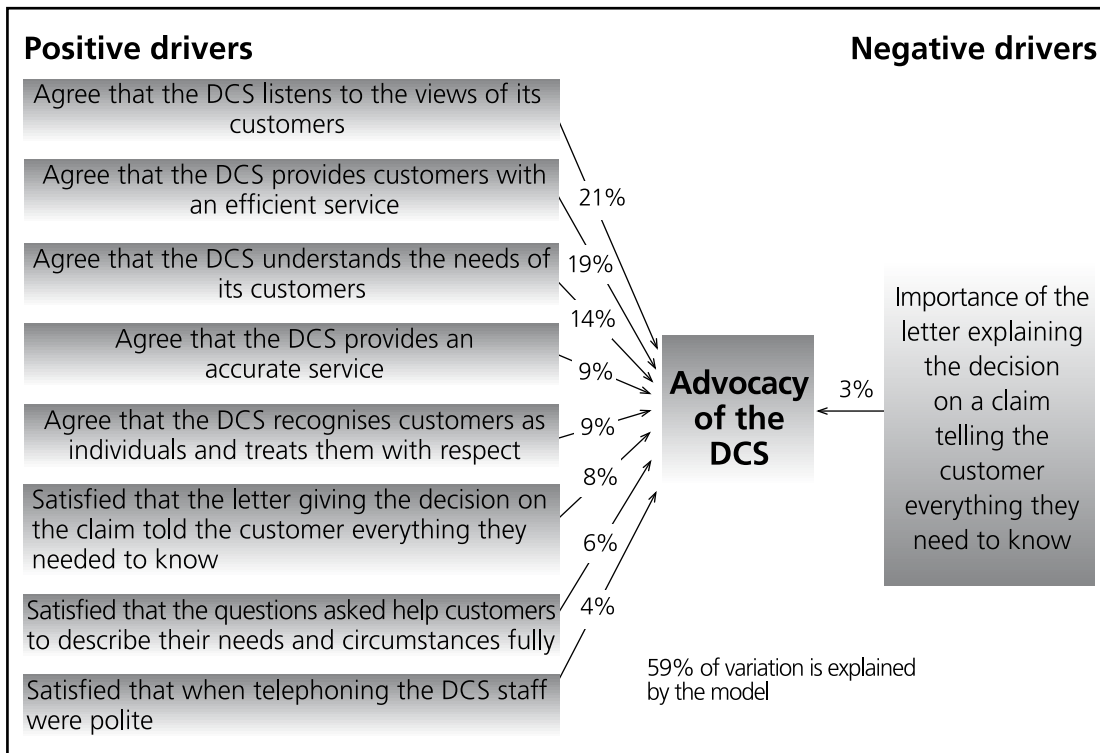 Positive drivers
Agree that the DCS listens to the views of its
customers
Agree that the DCS provides customers with
an efficient service
Agree that the DCS understands the needs of
its customers
Agree that the DCS provides an
accurate service
Agree that the DCS recognises customers as
individuals and treats them with respect
Satisfied that the letter giving the decision on
the claim told the customer everything they
needed to know
Satisfied that the questions asked help customers
to describe their needs and circumstances fully
Satisfied that when telephoning the DCS staff
were polite
21%
19%
14%
9%
9%
8%
6%
4%
Advocacy
of the
DCS
59% of variation is explained
by the model
3%
Negative drivers
Importance of the
letter explaining
the decision
on a claim
telling the
customer
everything they
need to know